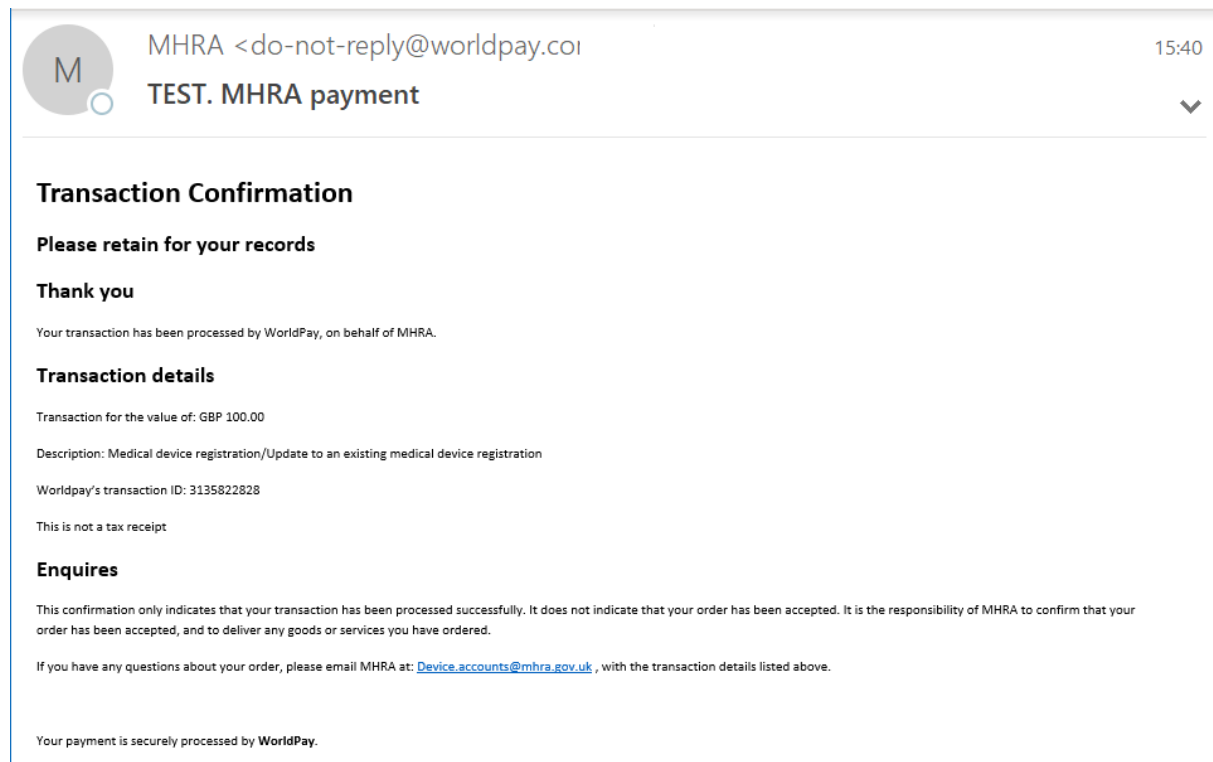 M
MHRA <do-not-reply@worldpay.co
15:40
TEST. MHRA payment
Transaction Confirmation
Please retain for your records
Thank you
Your transaction has been processed by WorldPay, on behalf of MHRA.
Transaction details
Transaction for the value of: GBP 100.00
Description: Medical device registration/Update to an existing medical device registration
Worldpay's transaction ID: 3135822828
This is not a tax receipt
Enquires
This confirmation only indicates that your transaction has been processed successfully. It does not indicate that your order has been accepted. It is the responsibility of MHRA to confirm that your
order has been accepted, and to deliver any goods or services you have ordered.
If you have any questions about your order, please email MHRA at: Device.accounts@mhra.gov.uk , with the transaction details listed above.
Your payment is securely processed by WorldPay.